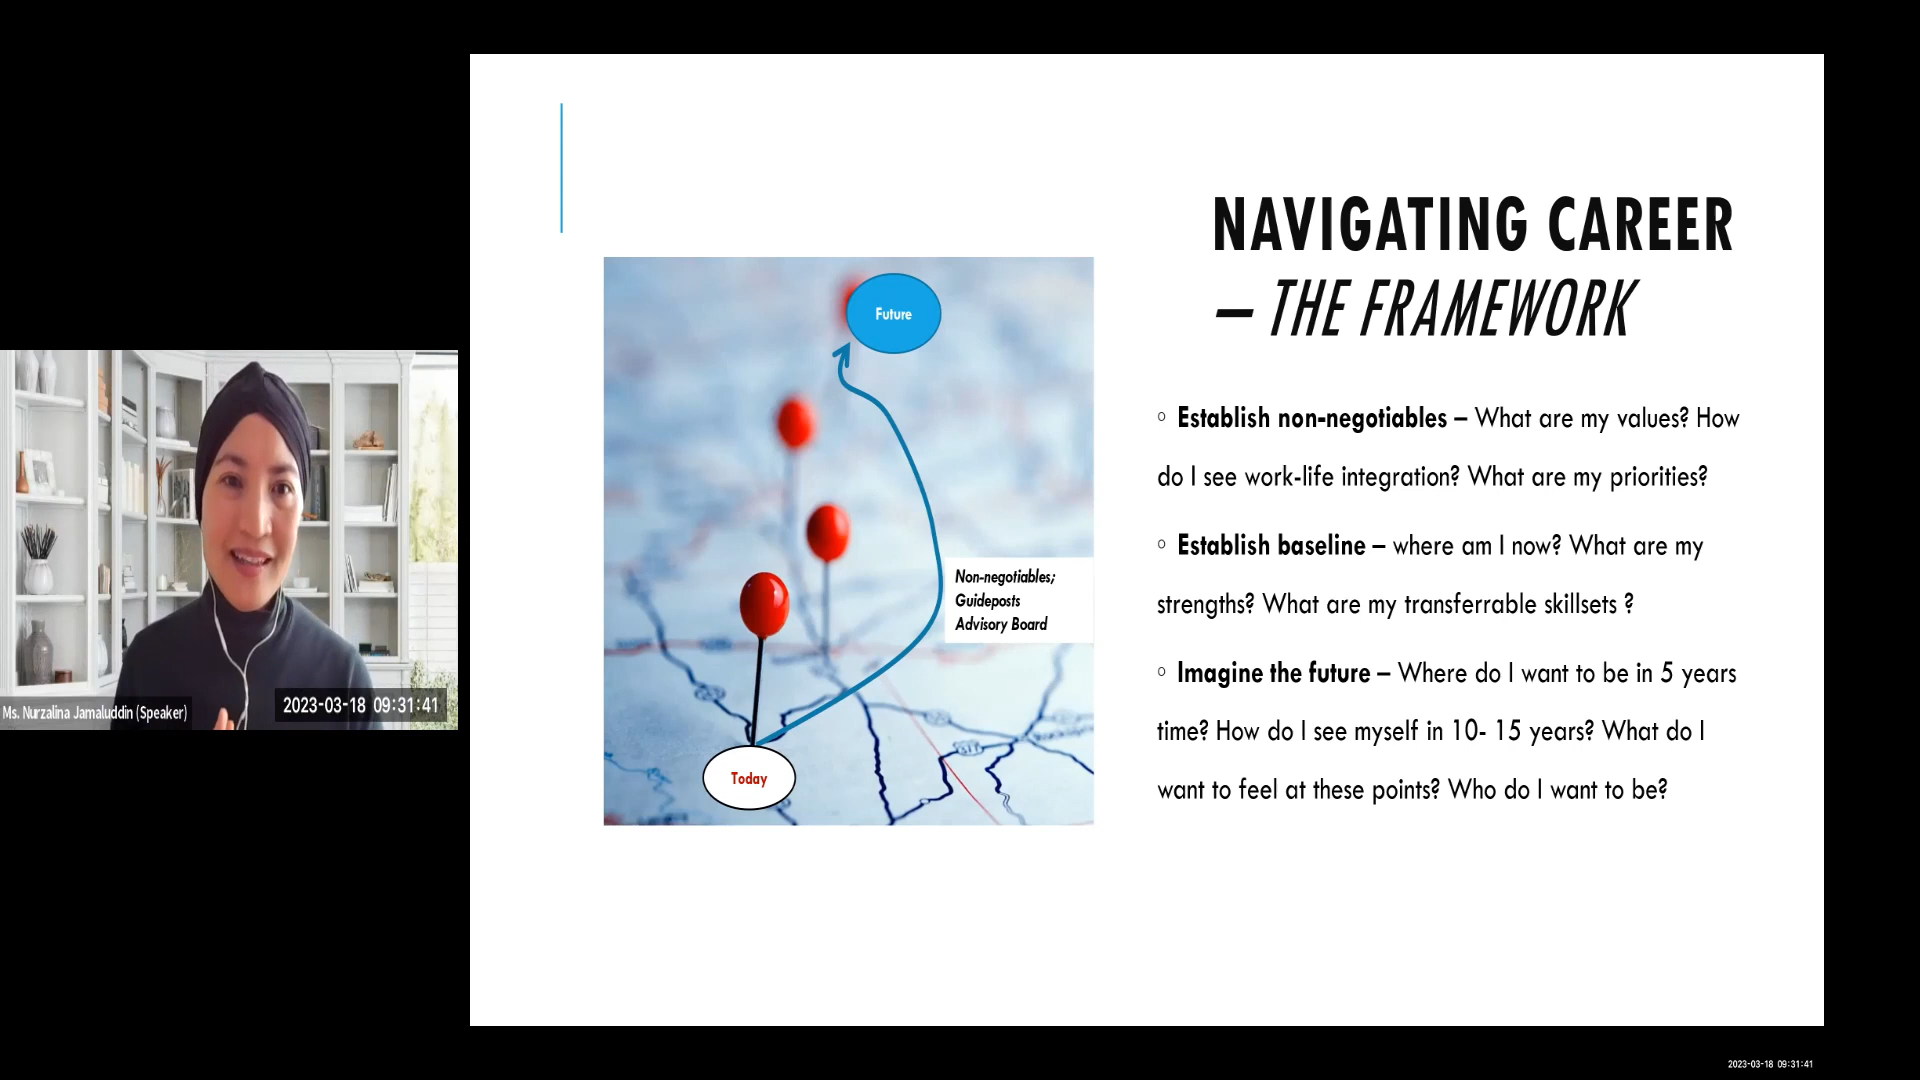 NAVIGATING CAREER
– THE FRAMEWORK
Future
Non-negotiables;
Guideposts
Advisory Board
Today
◦ Establish non-negotiables – What are my values? How
do I see work-life integration? What are my priorities?
◦ Establish baseline – where am I now? What are my
strengths? What are my transferrable skillsets ?
◦ Imagine the future – Where do I want to be in 5 years
time? How do I see myself in 10- 15 years? What do I
want to feel at these points? Who do I want to be?
Ms. Nurzalina Jamaluddin (Speaker)
2023-03-18 09:31:41
2023-03-18 09:31:41